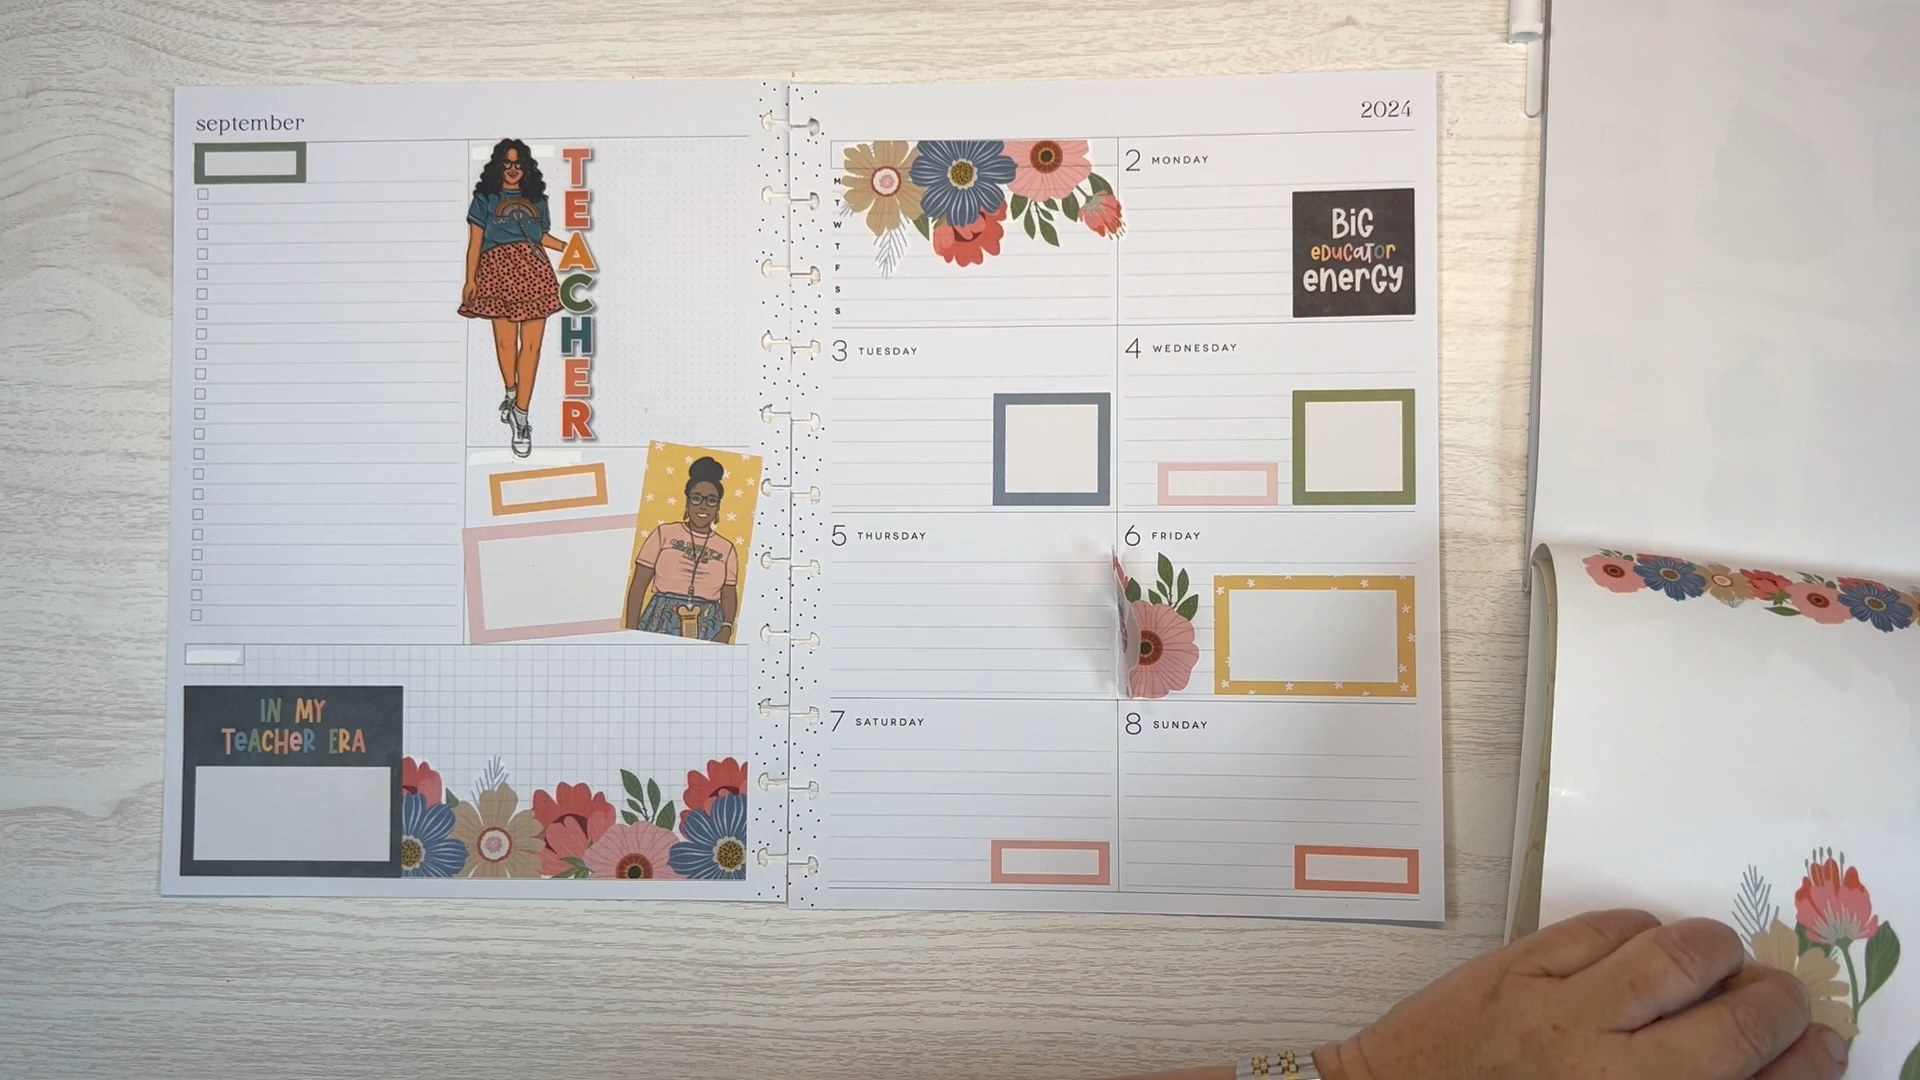 september
TEACHER
IN MY
TEACHER ERA
2024
M
T
W
T
F
S
S
2 MONDAY
BIG
educator
energy
3 TUESDAY
4 WEDNESDAY
5 THURSDAY
6 FRIDAY
7 SATURDAY
8 SUNDAY